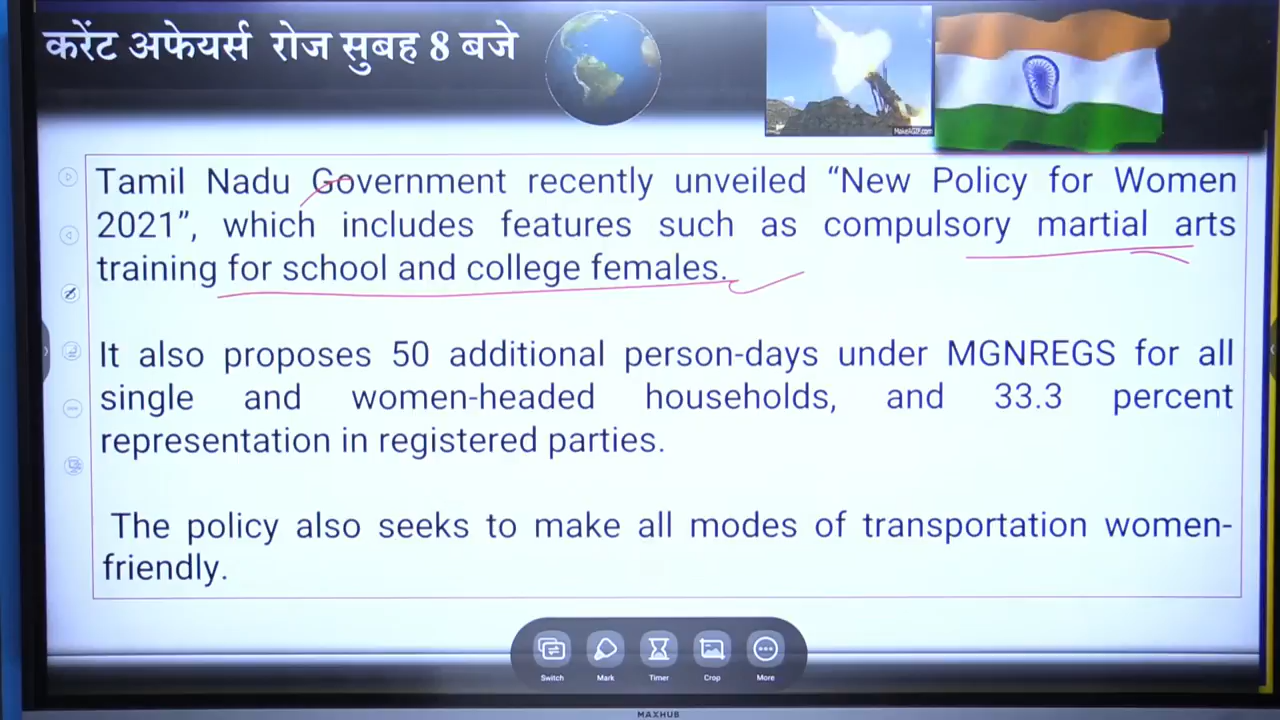 करेंट अफेयर्स रोज सुबह 8 बजे
MakeAGIF.com
Tamil Nadu Government recently unveiled “New Policy for Women
2021”, which includes features such as compulsory martial arts
training for school and college females.
It also proposes 50 additional person-days under MGNREGS for all
single and women-headed households, and 33.3 percent
representation in registered parties.
The policy also seeks to make all modes of transportation women-
friendly.
Switch Mark Timer Crop More
MAXHUB